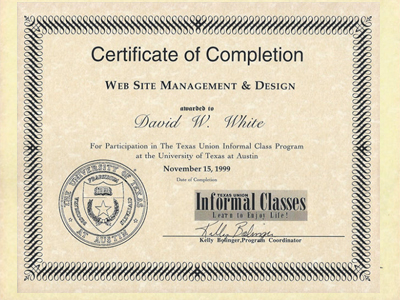 Certificate of Completion
WEB SITE MANAGEMENT & DESIGN
awarded to
David W. White
For Participation in The Texas Union Informal Class Program
at the University of Texas at Austin
November 15, 1999
Date of Completion
THE UNIVERSITY OF TEXAS
AT AUSTIN
TEXAS UNION
Informal Classes
Learn to Enjoy Life!
Kelly Bolinger
Kelly Bolinger, Program Coordinator